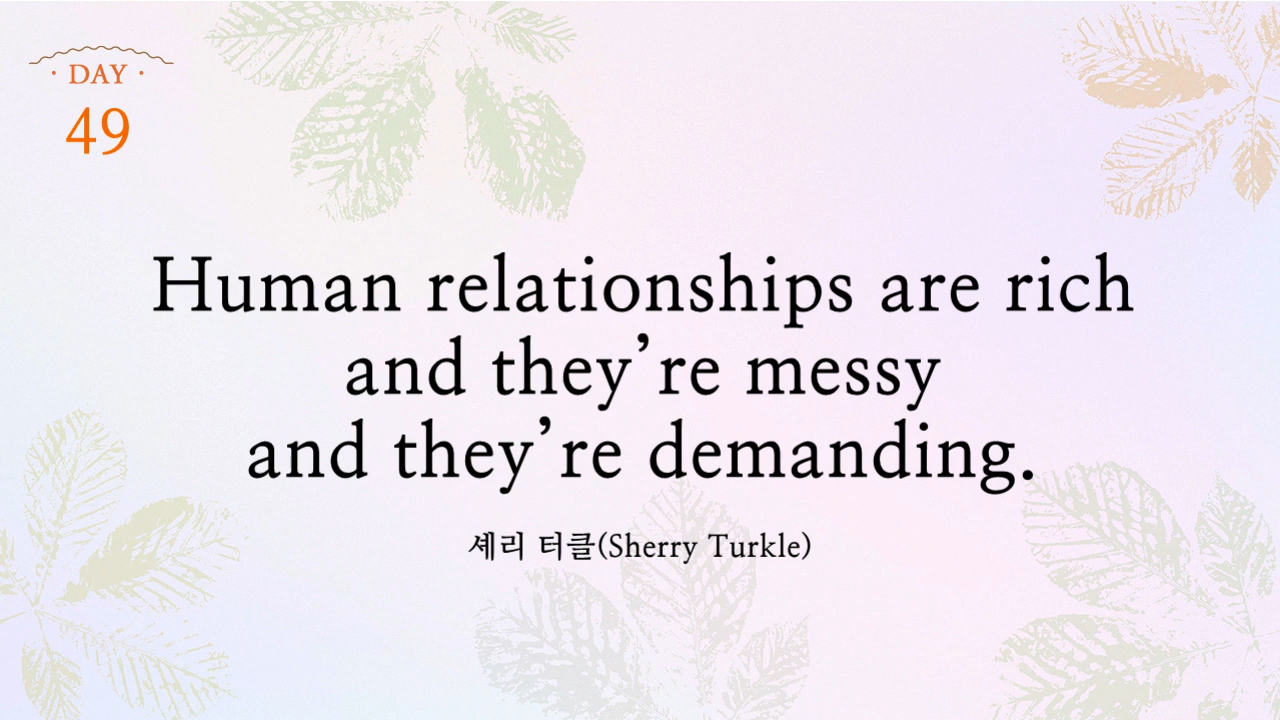 · DAY ·
49
Human relationships are rich
and they’re messy
and they’re demanding.
셰리 터클(Sherry Turkle)